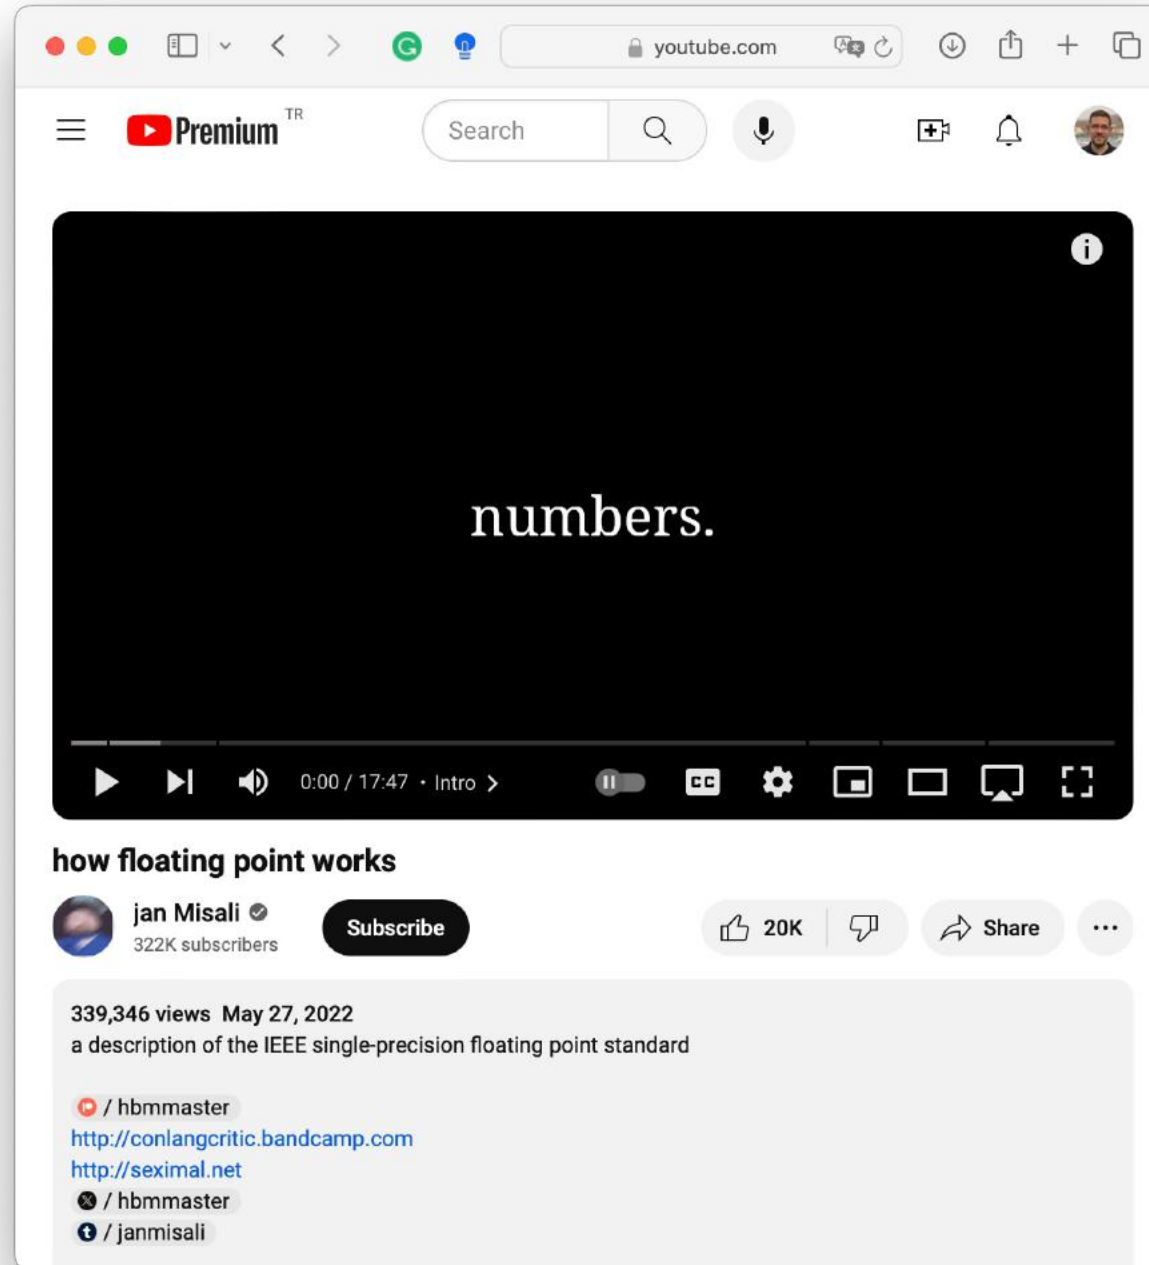 youtube.com
Premium TR
Search
numbers.
0:00 / 17:47 • Intro
CC
how floating point works
jan Misali
322K subscribers
Subscribe
20K
Share
339,346 views May 27, 2022
a description of the IEEE single-precision floating point standard
/ hbmmaster
http://conlangcritic.bandcamp.com
http://seximal.net
/ hbmmaster
/ janmisali